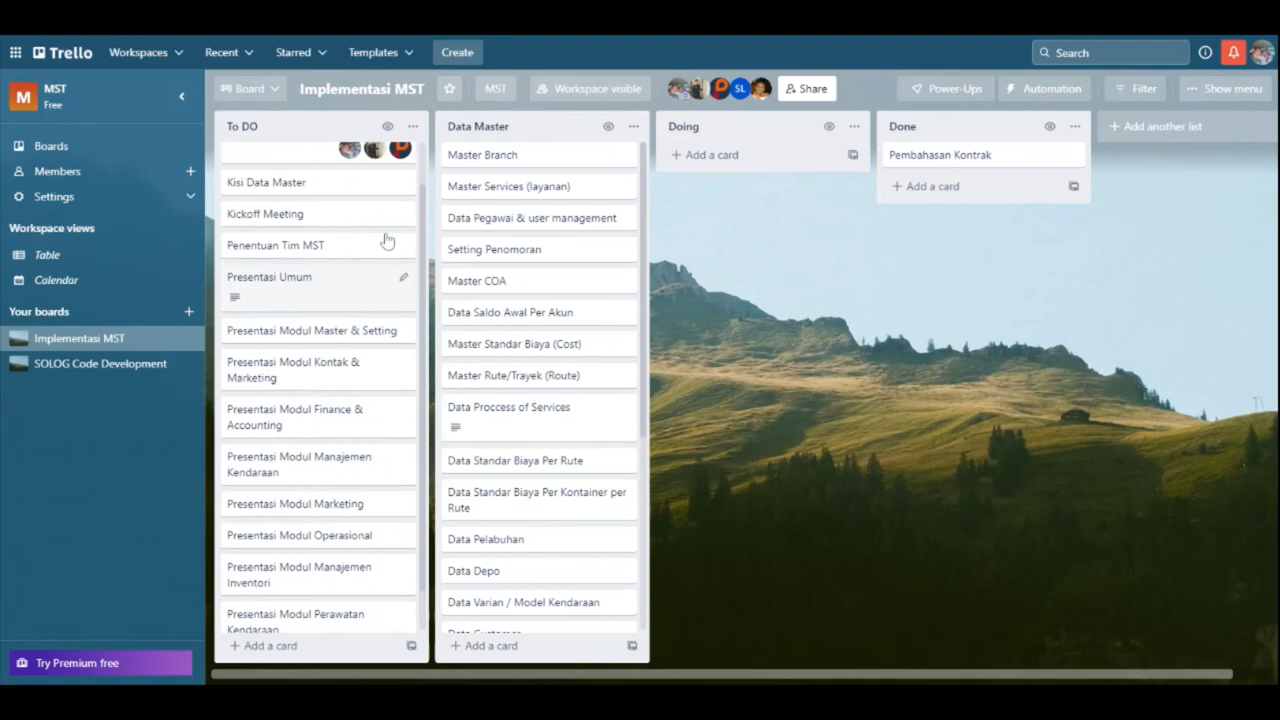 Trello
Workspaces
Recent
Starred
Templates
Create
Search
M
MST
Free
Board
Implementasi MST
MST
Workspace visible
SL
Share
Power-Ups
Automation
Filter
Show menu
Boards
Members
Settings
Workspace views
Table
Calendar
Your boards
Implementasi MST
SOLOG Code Development
Try Premium free
To DO
Kisi Data Master
Kickoff Meeting
Penentuan Tim MST
Presentasi Umum
Presentasi Modul Master & Setting
Presentasi Modul Kontak &
Marketing
Presentasi Modul Finance &
Accounting
Presentasi Modul Manajemen
Kendaraan
Presentasi Modul Marketing
Presentasi Modul Operasional
Presentasi Modul Manajemen
Inventori
Presentasi Modul Perawatan
Kendaraan
+ Add a card
Data Master
Master Branch
Master Services (layanan)
Data Pegawai & user management
Setting Penomoran
Master COA
Data Saldo Awal Per Akun
Master Standar Biaya (Cost)
Master Rute/Trayek (Route)
Data Proccess of Services
Data Standar Biaya Per Rute
Data Standar Biaya Per Kontainer per
Rute
Data Pelabuhan
Data Depo
Data Varian / Model Kendaraan
Data Customer
+ Add a card
Doing
+ Add a card
Done
Pembahasan Kontrak
+ Add a card
+ Add another list